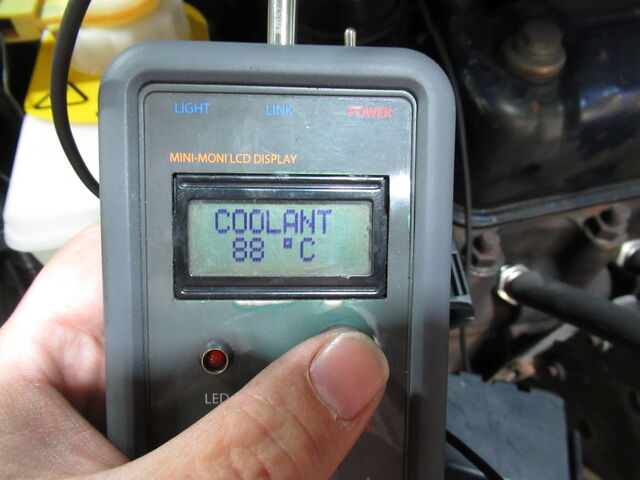 LIGHT LINK POWER
MINI-MONI LCD DISPLAY
COOLANT
88 °C
LED